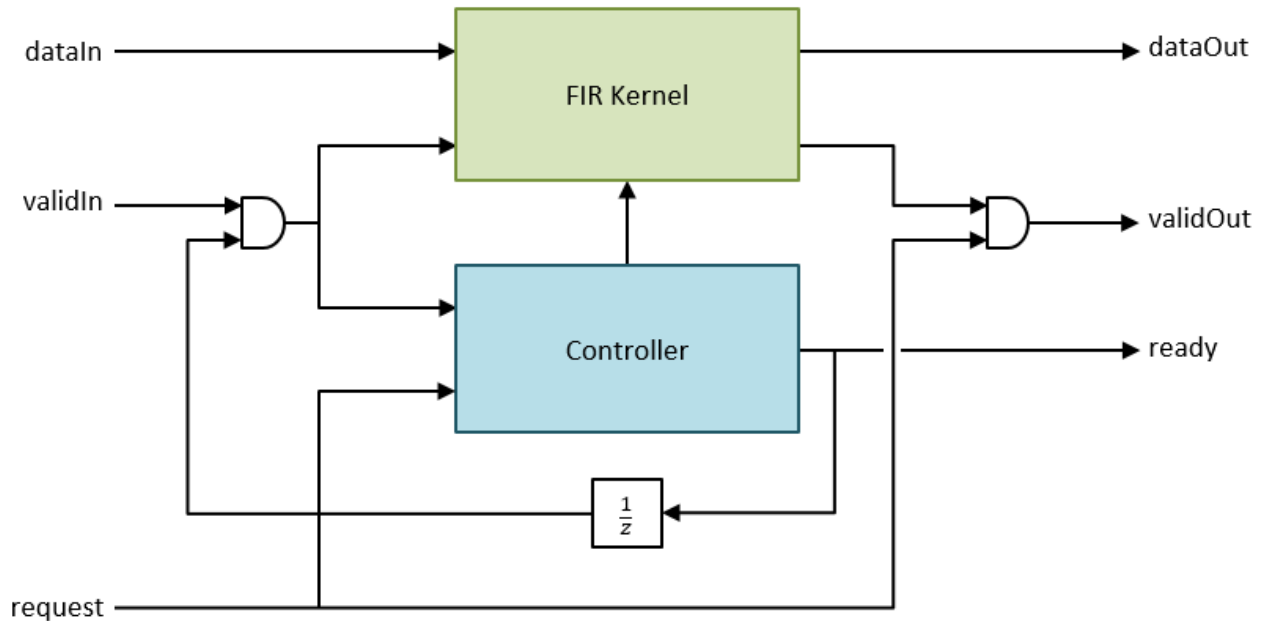 dataIn
FIR Kernel
dataOut
validIn
validOut
Controller
ready
1
z
request